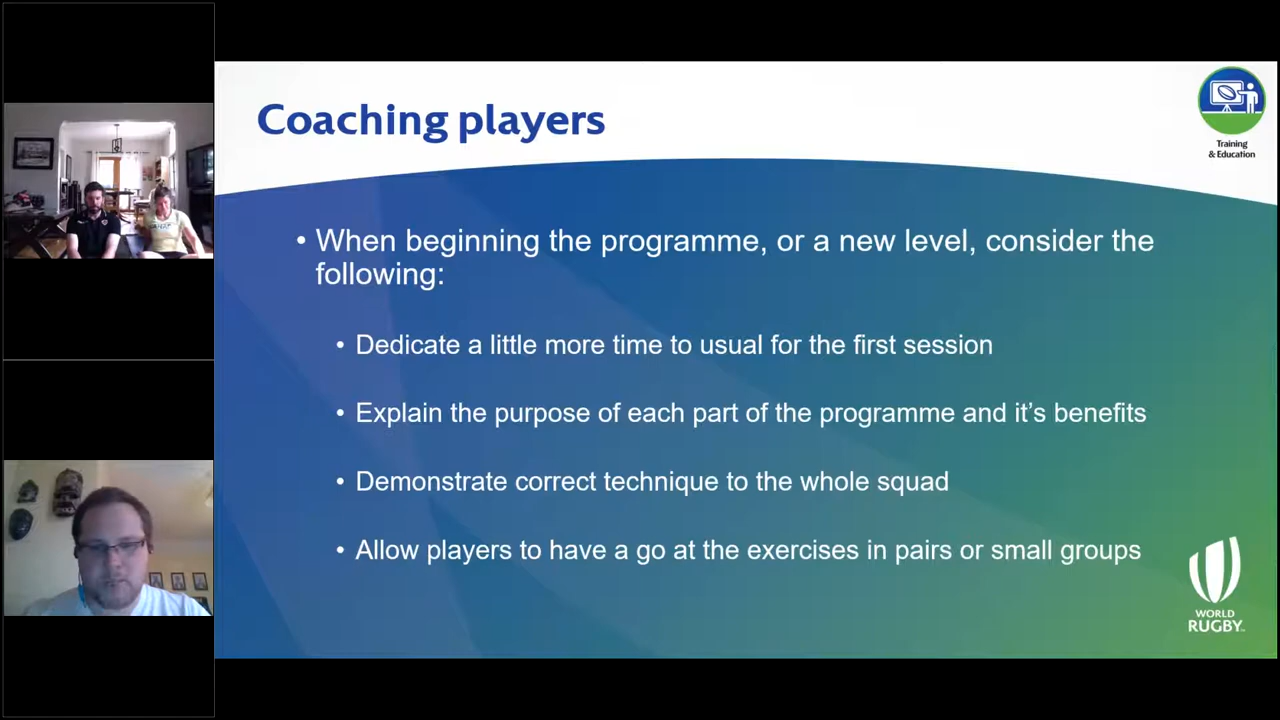 Coaching players
Training
& Education
• When beginning the programme, or a new level, consider the
following:
• Dedicate a little more time to usual for the first session
• Explain the purpose of each part of the programme and it’s benefits
• Demonstrate correct technique to the whole squad
• Allow players to have a go at the exercises in pairs or small groups
WORLD
RUGBY